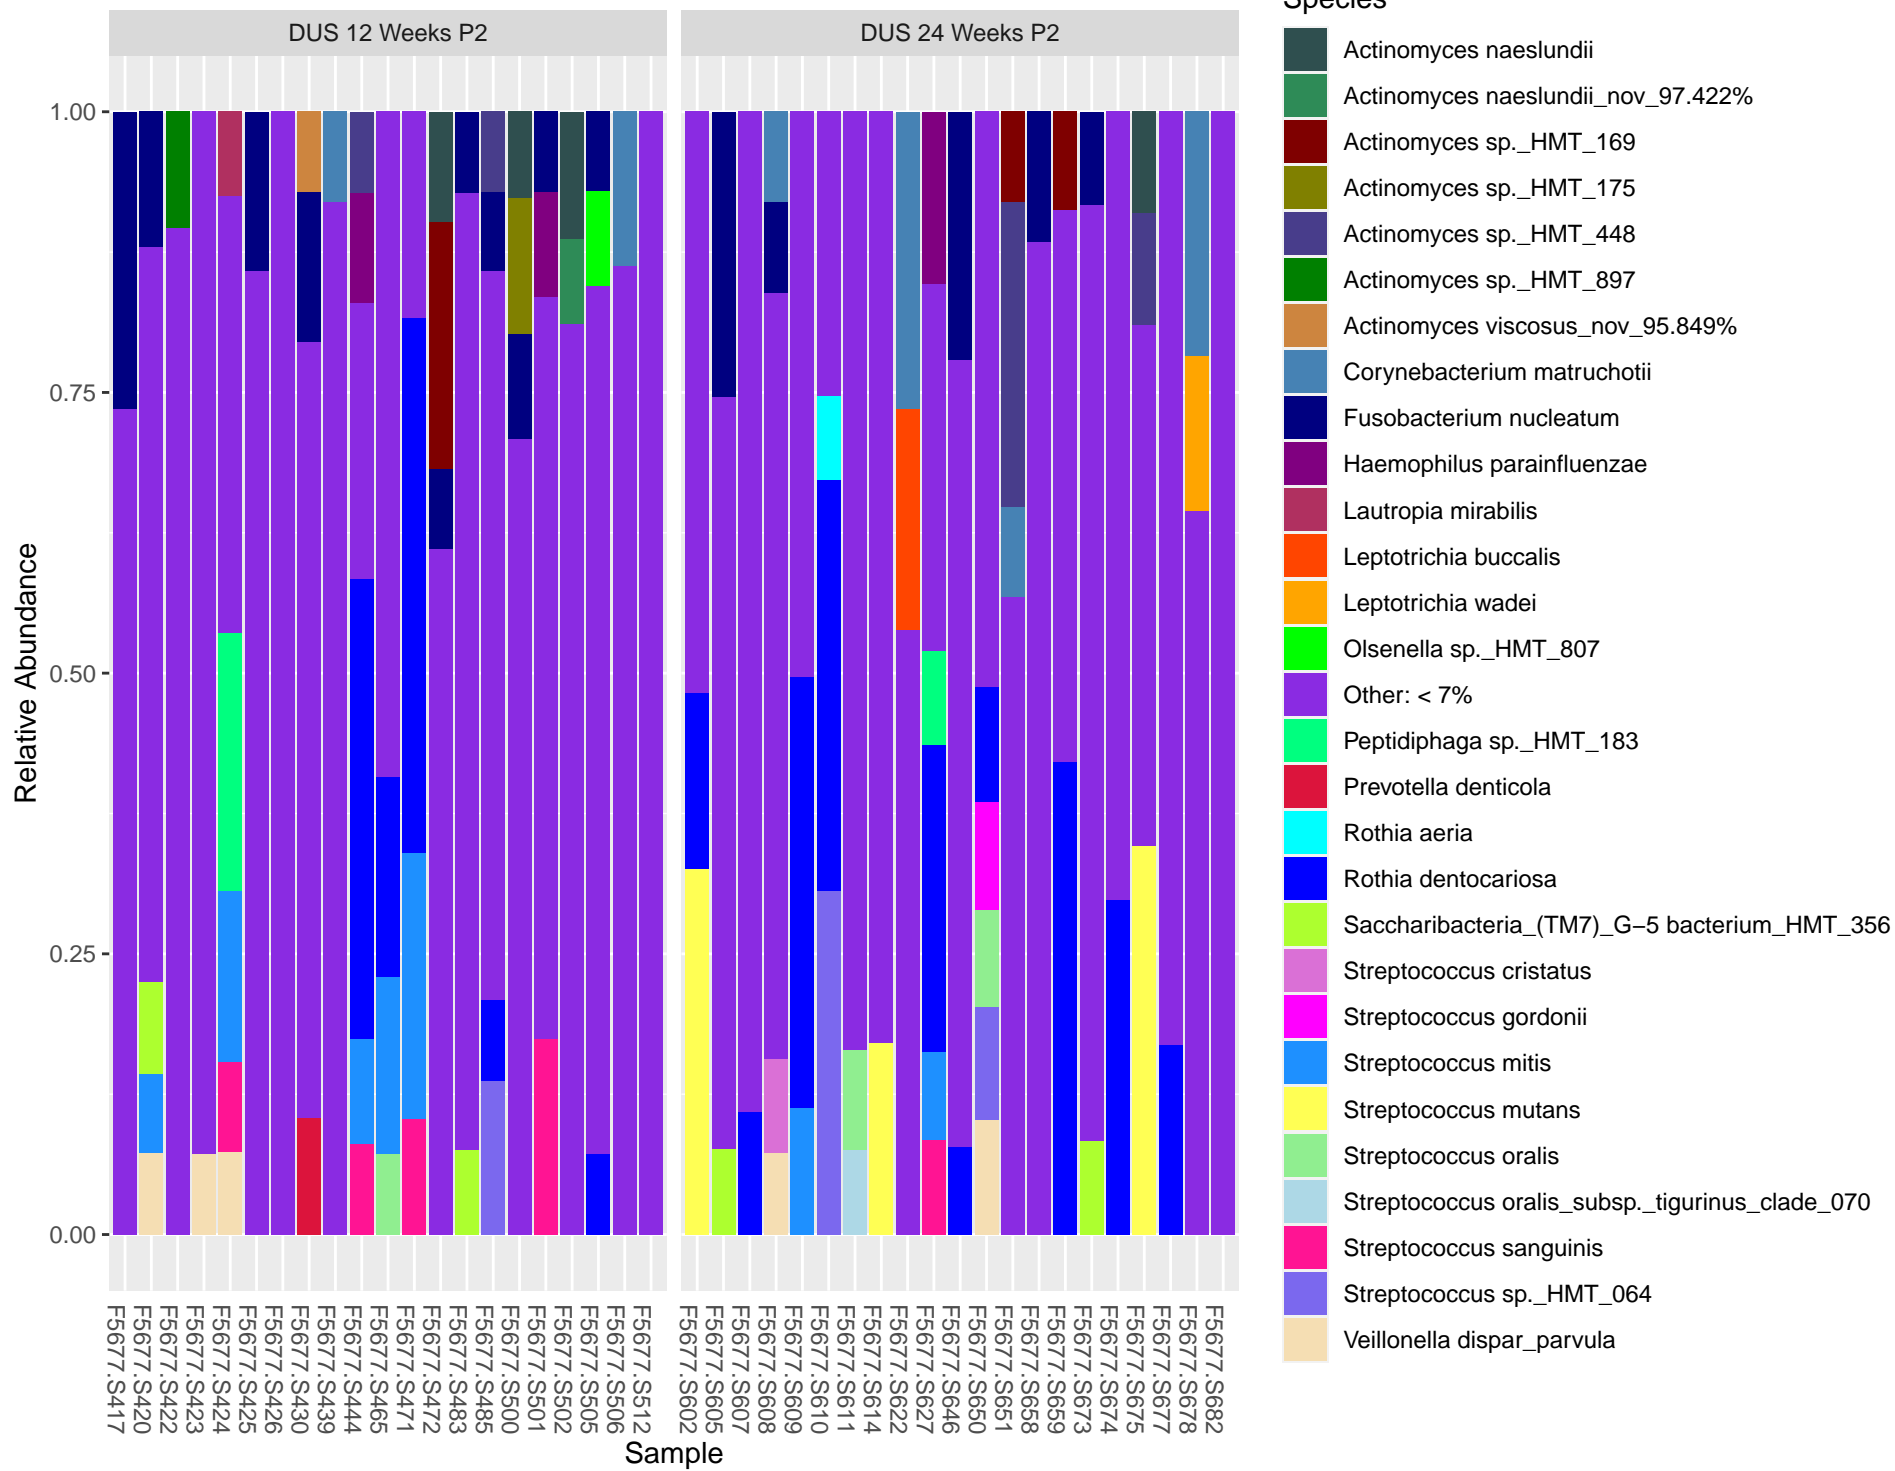 Species
DUS 12 Weeks P2
DUS 24 Weeks P2
Actinomyces naeslundii
Actinomyces naeslundii_nov_97.422%
Actinomyces sp._HMT_169
Actinomyces sp._HMT_175
Actinomyces sp._HMT_448
Actinomyces sp._HMT_897
Actinomyces viscosus_nov_95.849%
Corynebacterium matruchotii
Fusobacterium nucleatum
Haemophilus parainfluenzae
Lautropia mirabilis
Leptotrichia buccalis
Leptotrichia wadei
Olsenella sp._HMT_807
Other: < 7%
Peptidiphaga sp._HMT_183
Prevotella denticola
Rothia aeria
Rothia dentocariosa
Saccharibacteria_(TM7)_G−5 bacterium_HMT_356
Streptococcus cristatus
Streptococcus gordonii
Streptococcus mitis
Streptococcus mutans
Streptococcus oralis
Streptococcus oralis_subsp._tigurinus_clade_070
Streptococcus sanguinis
Streptococcus sp._HMT_064
Veillonella dispar_parvula
1.00
0.75
0.50
0.25
0.00
Relative Abundance
F5677.S417
F5677.S420
F5677.S422
F5677.S423
F5677.S424
F5677.S425
F5677.S426
F5677.S430
F5677.S439
F5677.S444
F5677.S465
F5677.S471
F5677.S472
F5677.S483
F5677.S485
F5677.S500
F5677.S501
F5677.S502
F5677.S505
F5677.S506
F5677.S512
F5677.S602
F5677.S605
F5677.S607
F5677.S608
F5677.S609
F5677.S610
F5677.S611
F5677.S614
F5677.S622
F5677.S627
F5677.S646
F5677.S650
F5677.S651
F5677.S658
F5677.S659
F5677.S673
F5677.S674
F5677.S675
F5677.S677
F5677.S678
F5677.S682
Sample